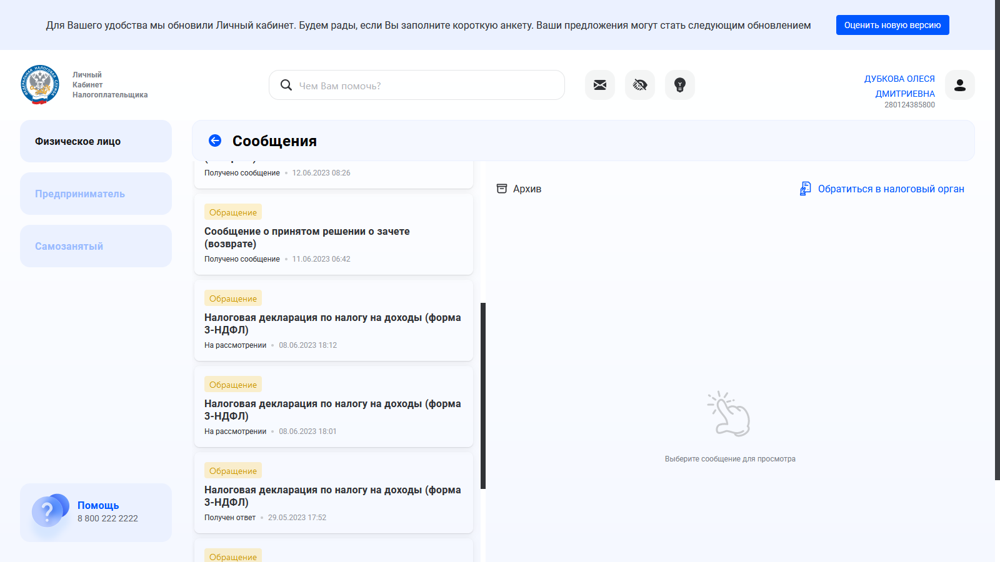 Для Вашего удобства мы обновили Личный кабинет. Будем рады, если Вы заполните короткую анкету. Ваши предложения могут стать следующим обновлением
Оценить новую версию
ФЕДЕРАЛЬНАЯ НАЛОГОВАЯ СЛУЖБА
Личный
Кабинет
Налогоплательщика
Чем Вам помочь?
ДУБКОВА ОЛЕСЯ
ДМИТРИЕВНА
280124385800
Физическое лицо
Предприниматель
Самозанятый
Помощь
8 800 222 2222
Сообщения
Получено сообщение • 12.06.2023 08:26
Обращение
Сообщение о принятом решении о зачете
(возврате)
Получено сообщение • 11.06.2023 06:42
Обращение
Налоговая декларация по налогу на доходы (форма
3-НДФЛ)
На рассмотрении • 08.06.2023 18:12
Обращение
Налоговая декларация по налогу на доходы (форма
3-НДФЛ)
На рассмотрении • 08.06.2023 18:01
Обращение
Налоговая декларация по налогу на доходы (форма
3-НДФЛ)
Получен ответ • 29.05.2023 17:52
Обращение
Архив
Обратиться в налоговый орган
Выберите сообщение для просмотра